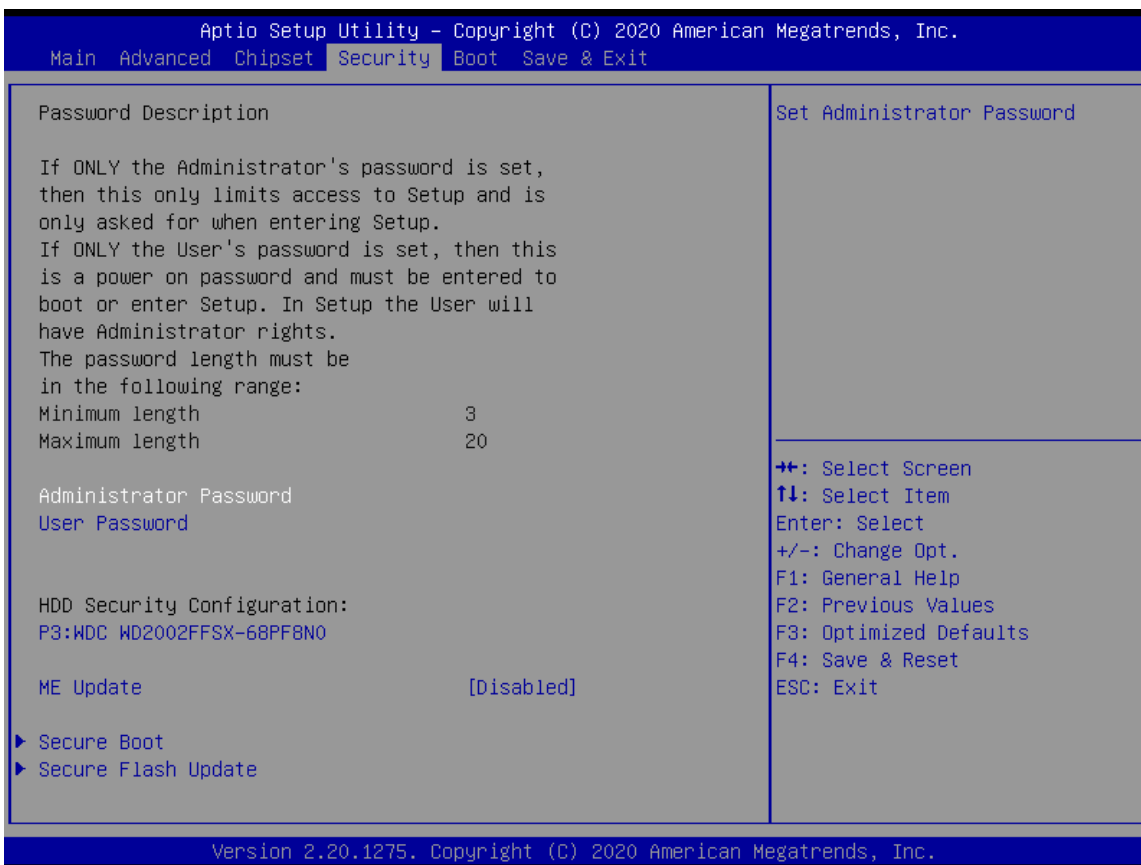 Aptio Setup Utility – Copyright (C) 2020 American Megatrends, Inc.
Main Advanced Chipset Security Boot Save & Exit
Password Description
If ONLY the Administrator's password is set,
then this only limits access to Setup and is
only asked for when entering Setup.
If ONLY the User's password is set, then this
is a power on password and must be entered to
boot or enter Setup. In Setup the User will
have Administrator rights.
The password length must be
in the following range:
Minimum length 3
Maximum length 20
Administrator Password
User Password
HDD Security Configuration:
P3:WDC WD2002FFSX-68PF8N0
ME Update [Disabled]
Secure Boot
Secure Flash Update
Set Administrator Password
→←: Select Screen
↑↓: Select Item
Enter: Select
+/-: Change Opt.
F1: General Help
F2: Previous Values
F3: Optimized Defaults
F4: Save & Reset
ESC: Exit
Version 2.20.1275. Copyright (C) 2020 American Megatrends, Inc.